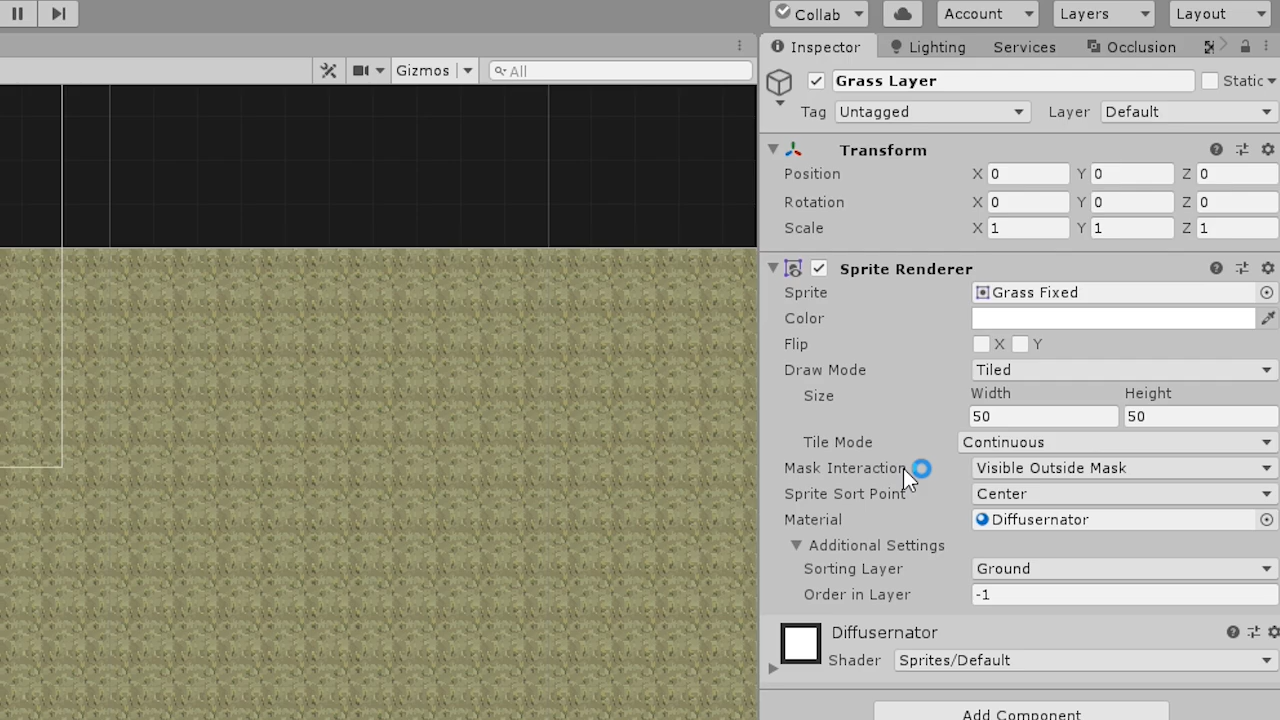 Collab Account Layers Layout
Inspector Lighting Services Occlusion
Gizmos All
Grass Layer Static
Tag Untagged Layer Default
Transform
Position X 0 Y 0 Z 0
Rotation X 0 Y 0 Z 0
Scale X 1 Y 1 Z 1
Sprite Renderer
Sprite Grass Fixed
Color
Flip X Y
Draw Mode Tiled
Size Width Height
50 50
Tile Mode Continuous
Mask Interaction Visible Outside Mask
Sprite Sort Point Center
Material Diffusernator
Additional Settings
Sorting Layer Ground
Order in Layer -1
Diffusernator
Shader Sprites/Default
Add Component